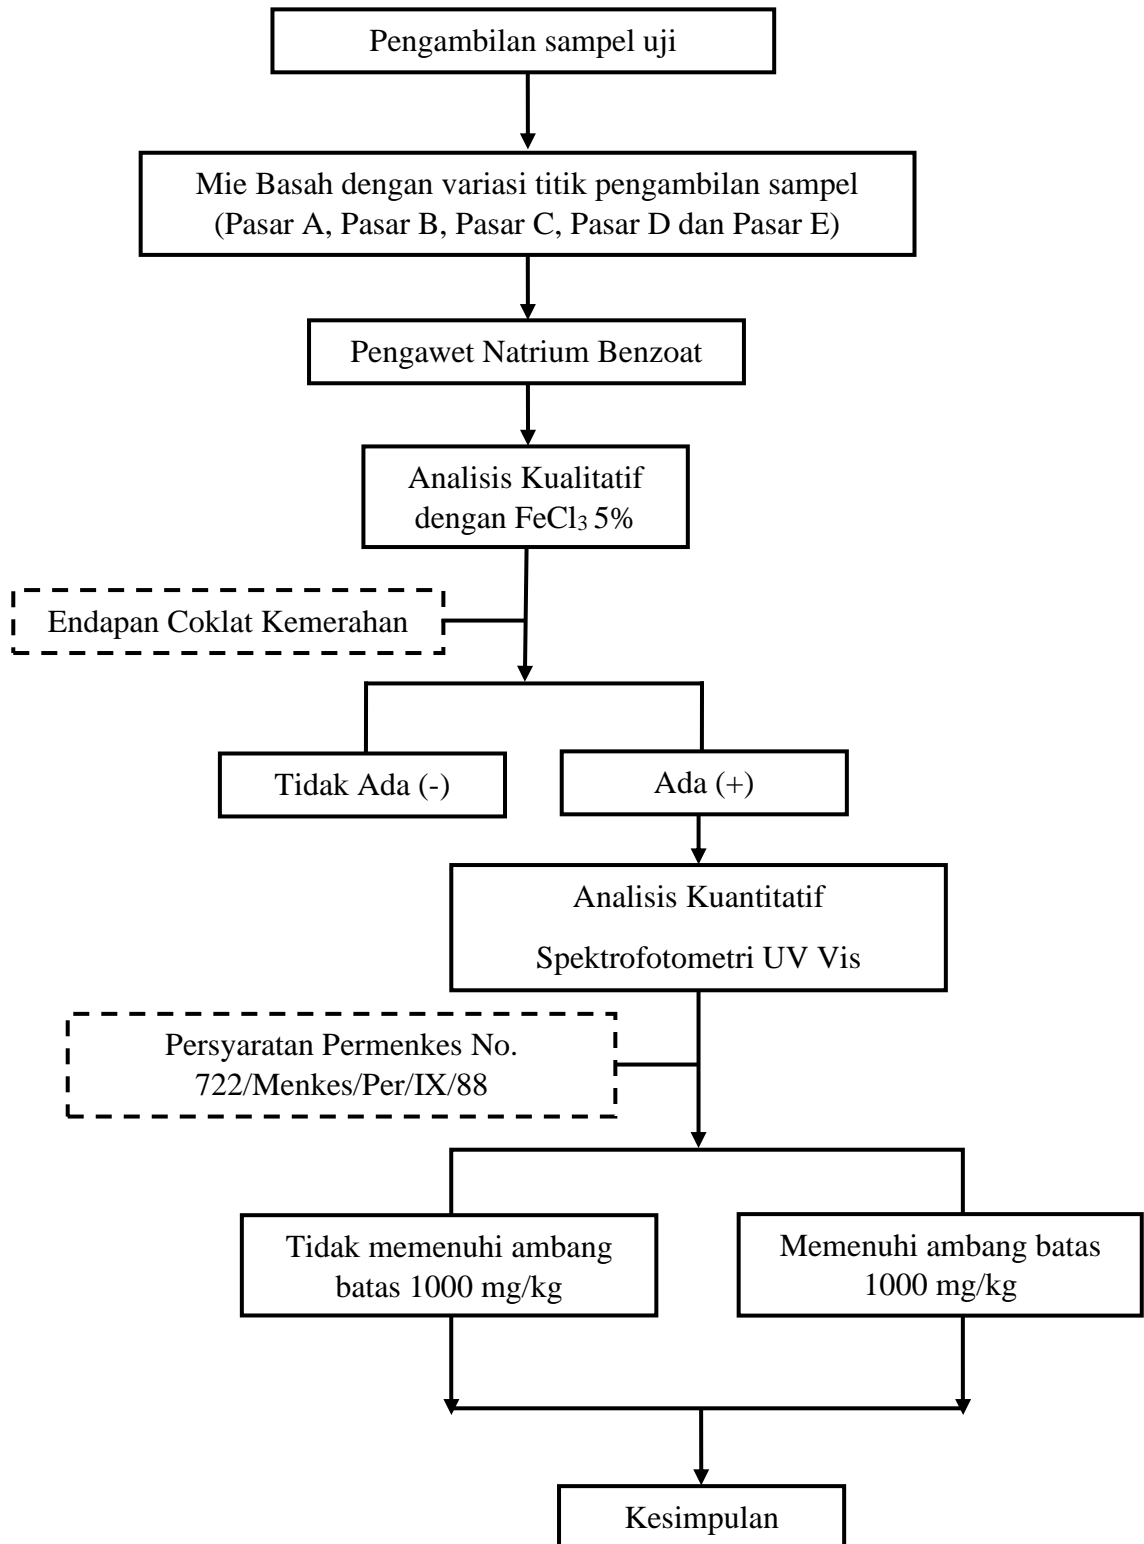 Pengambilan sampel uji
Mie Basah dengan variasi titik pengambilan sampel
(Pasar A, Pasar B, Pasar C, Pasar D dan Pasar E)
Pengawet Natrium Benzoat
Analisis Kualitatif
dengan FeCl₃ 5%
Endapan Coklat Kemerahan
Tidak Ada (-)
Ada (+)
Analisis Kuantitatif
Spektrofotometri UV Vis
Persyaratan Permenkes No.
722/Menkes/Per/IX/88
Tidak memenuhi ambang
batas 1000 mg/kg
Memenuhi ambang batas
1000 mg/kg
Kesimpulan